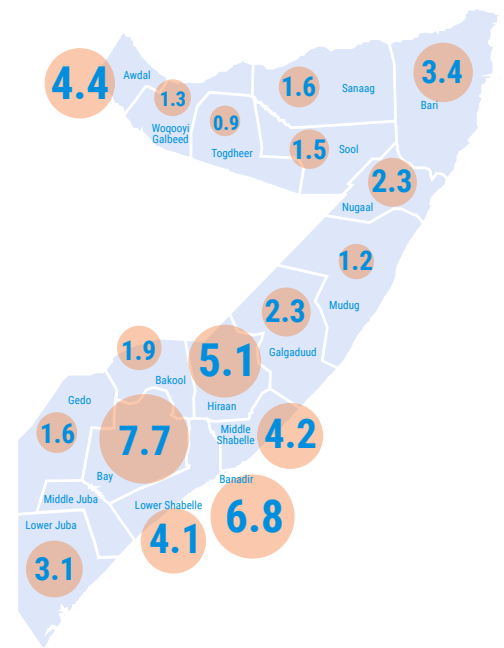 4.4
Awdal
1.3
Woqooyi
Galbeed
0.9
Togdheer
1.6
Sanaag
3.4
Bari
1.5
Sool
2.3
Nugaal
1.2
Mudug
2.3
Galgaduud
1.9
Bakool
5.1
Hiraan
Gedo
1.6
7.7
Bay
Middle
Shabelle
4.2
Banadir
6.8
Middle Juba
Lower Shabelle
4.1
Lower Juba
3.1